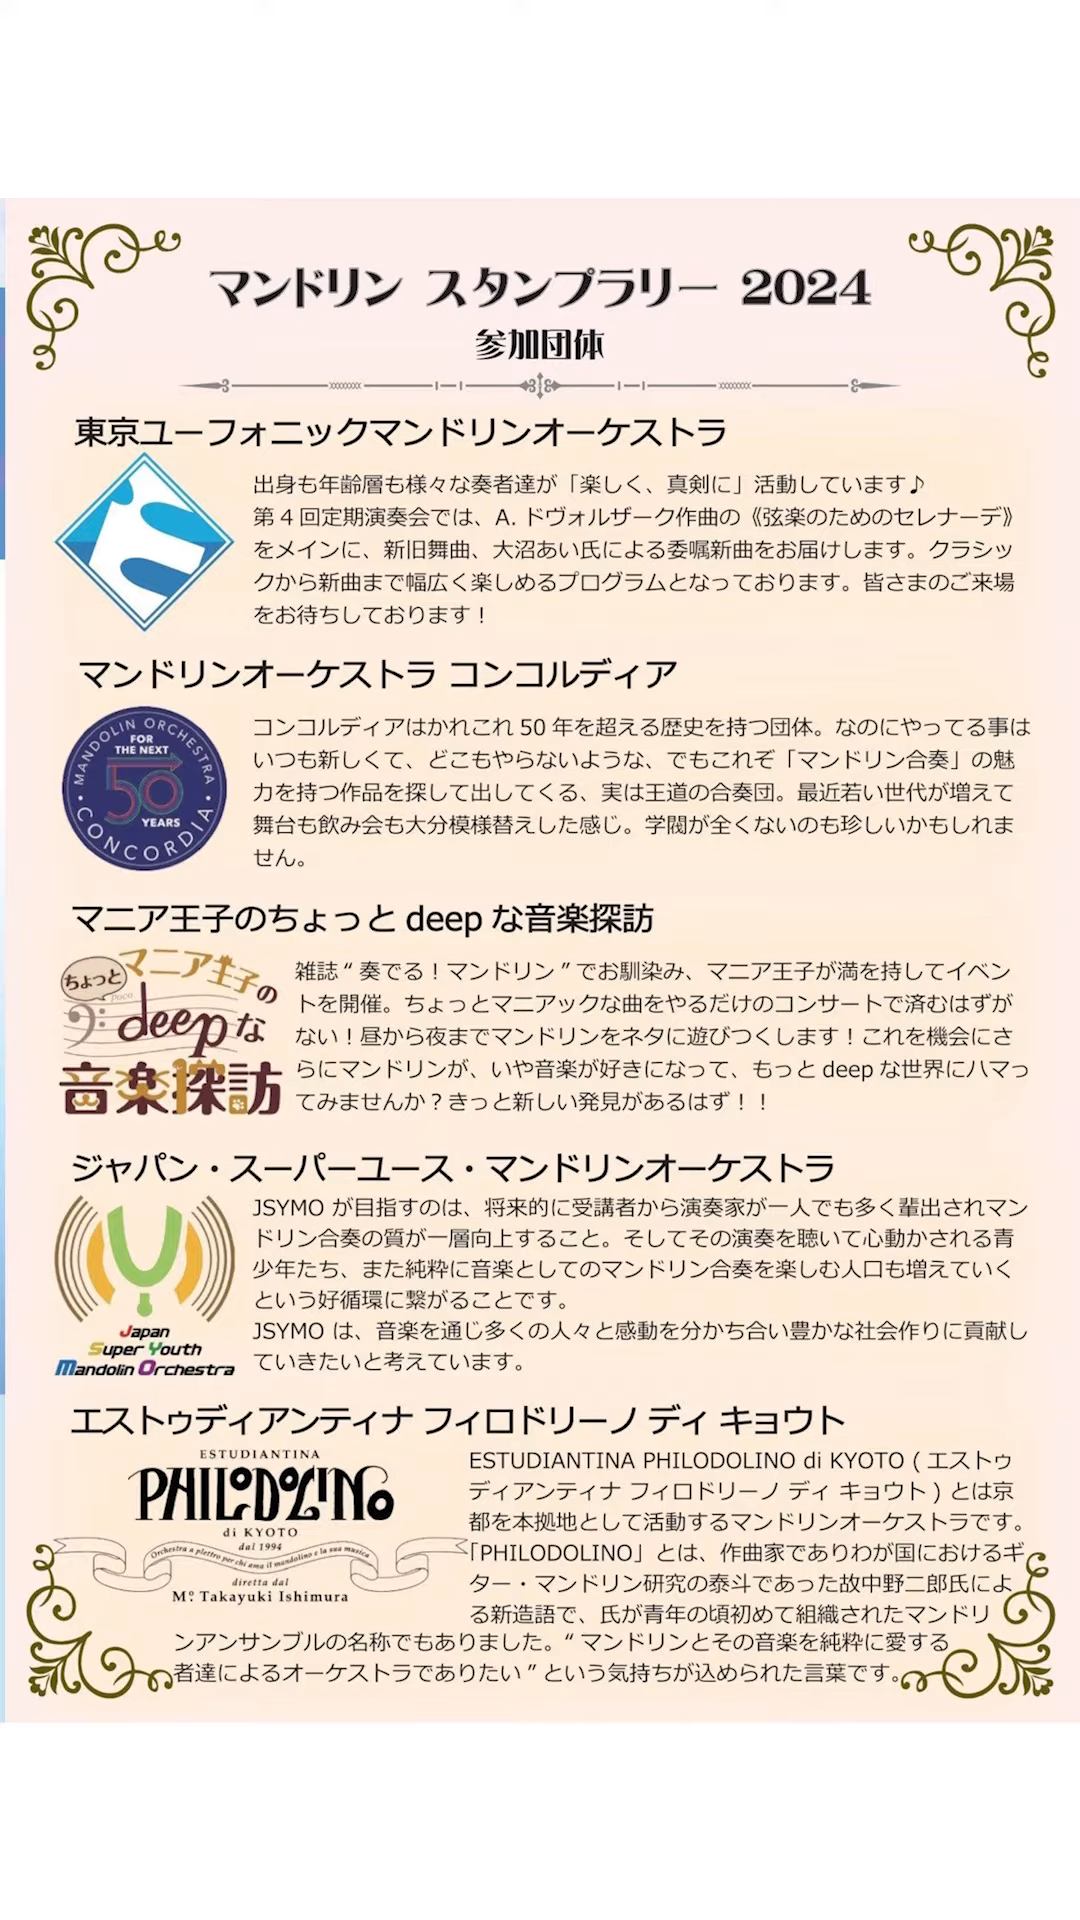 マンドリン スタンプラリー 2024
参加団体
東京ユーフォニックマンドリンオーケストラ
出身も年齢層も様々な奏者達が「楽しく、真剣に」活動しています♪
第 4 回定期演奏会では、A. ドヴォルザーク作曲の《弦楽のためのセレナーデ》
をメインに、新旧舞曲、大沼あい氏による委嘱新曲をお届けします。クラシッ
クから新曲まで幅広く楽しめるプログラムとなっております。皆さまのご来場
をお待ちしております！
マンドリンオーケストラ コンコルディア
MANDOLIN ORCHESTRA
FOR
THE NEXT
50
YEARS
CONCORDIA
コンコルディアはかれこれ 50 年を超える歴史を持つ団体。なのにやってる事は
いつも新しくて、どこもやらないような、でもこれぞ「マンドリン合奏」の魅
力を持つ作品を探して出してくる、実は王道の合奏団。最近若い世代が増えて
舞台も飲み会も大分模様替えした感じ。学閥が全くないのも珍しいかもしれま
せん。
マニア王子のちょっと deep な音楽探訪
マニア王子の
ちょっと
poco
deepな
音楽探訪
雑誌 “ 奏でる！マンドリン ” でお馴染み、マニア王子が満を持してイベン
トを開催。ちょっとマニアックな曲をやるだけのコンサートで済むはずが
ない！昼から夜までマンドリンをネタに遊びつくします！これを機会にさ
らにマンドリンが、いや音楽が好きになって、もっと deep な世界にハマっ
てみませんか？きっと新しい発見があるはず！！
ジャパン・スーパーユース・マンドリンオーケストラ
Japan
Super Youth
Mandolin Orchestra
JSYMO が目指すのは、将来的に受講者から演奏家が一人でも多く輩出されマン
ドリン合奏の質が一層向上すること。そしてその演奏を聴いて心動かされる青
少年たち、また純粋に音楽としてのマンドリン合奏を楽しむ人口も増えていく
という好循環に繋がることです。
JSYMO は、音楽を通じ多くの人々と感動を分かち合い豊かな社会作りに貢献し
ていきたいと考えています。
エストゥディアンティナ フィロドリーノ ディ キョウト
ESTUDIANTINA
PHILODOLINO
di KYOTO
dal 1994
Orchestra a plettro per chi ama il mandolino e la sua musica
diretta dal
Mº Takayuki Ishimura
ESTUDIANTINA PHILODOLINO di KYOTO ( エストゥ
ディアンティナ フィロドリーノ ディ キョウト ) とは京
都を本拠地として活動するマンドリンオーケストラです。
「PHILODOLINO」とは、作曲家でありわが国におけるギ
ター・マンドリン研究の泰斗であった故中野二郎氏によ
る新造語で、氏が青年の頃初めて組織されたマンドリ
ンアンサンブルの名称でもありました。“ マンドリンとその音楽を純粋に愛する
者達によるオーケストラでありたい ” という気持ちが込められた言葉です。